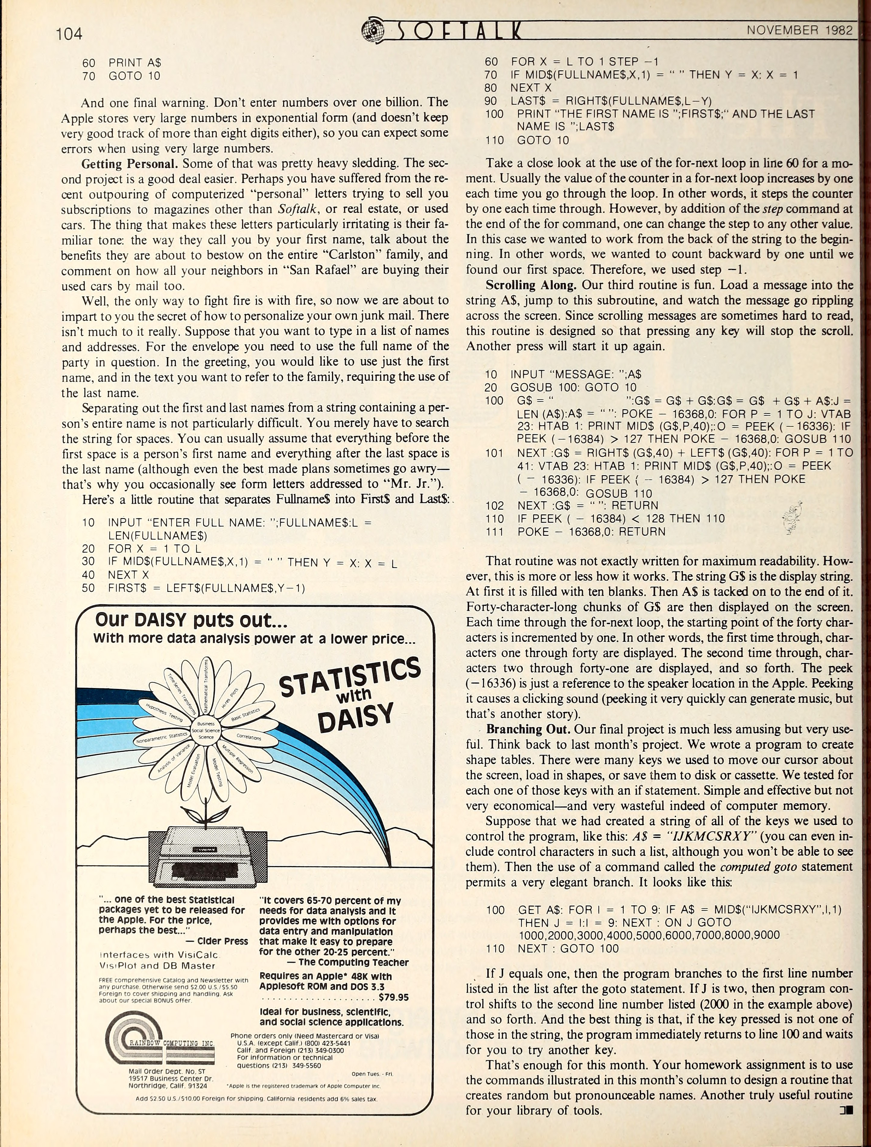 104
SOFTALK
NOVEMBER 1982
60 PRINT A$
70 GOTO 10
And one final warning. Don't enter numbers over one billion. The
Apple stores very large numbers in exponential form (and doesn't keep
very good track of more than eight digits either), so you can expect some
errors when using very large numbers.
Getting Personal. Some of that was pretty heavy sledding. The sec-
ond project is a good deal easier. Perhaps you have suffered from the re-
cent outpouring of computerized "personal" letters trying to sell you
subscriptions to magazines other than Softalk, or real estate, or used
cars. The thing that makes these letters particularly irritating is their fa-
miliar tone: the way they call you by your first name, talk about the
benefits they are about to bestow on the entire "Carlston" family, and
comment on how all your neighbors in "San Rafael" are buying their
used cars by mail too.
Well, the only way to fight fire is with fire, so now we are about to
impart to you the secret of how to personalize your own junk mail. There
isn't much to it really. Suppose that you want to type in a list of names
and addresses. For the envelope you need to use the full name of the
party in question. In the greeting, you would like to use just the first
name, and in the text you want to refer to the family, requiring the use of
the last name.
Separating out the first and last names from a string containing a per-
son's entire name is not particularly difficult. You merely have to search
the string for spaces. You can usually assume that everything before the
first space is a person's first name and everything after the last space is
the last name (although even the best made plans sometimes go awry—
that's why you occasionally see form letters addressed to "Mr. Jr.").
Here's a little routine that separates Fullname$ into First$ and Last$:
10 INPUT "ENTER FULL NAME: ";FULLNAME$:L =
LEN(FULLNAME$)
20 FOR X = 1 TO L
30 IF MID$(FULLNAME$,X,1) = " " THEN Y = X: X = L
40 NEXT X
50 FIRST$ = LEFT$(FULLNAME$,Y-1)
Our DAISY puts out...
With more data analysis power at a lower price...
STATISTICS
with
DAISY
Time-Series Transforms
Mathematical Transforms
Hi-res Plots
Basic Statistics
Correlations
Multiple Regression
Model Testing
Model Evaluation
Analysis of Variance
Nonparametric Statistics
Hypothesis Testing
Business
Social Science
Science
"... one of the best Statistical
packages yet to be released for
the Apple. For the price,
perhaps the best..."
— Cider Press
Interfaces with VisiCalc
VisiPlot and DB Master
FREE comprehensive Catalog and Newsletter with
any purchase. Otherwise send $2.00 U.S./$5.50
Foreign to cover shipping and handling. Ask
about our special BONUS offer.
RAINBOW COMPUTING INC.
Mail Order Dept. No. ST
19517 Business Center Dr.
Northridge, Calif. 91324
"It covers 65-70 percent of my
needs for data analysis and it
provides me with options for
data entry and manipulation
that make it easy to prepare
for the other 20-25 percent."
— The Computing Teacher
Requires an Apple* 48K with
Applesoft ROM and DOS 3.3
. . . . . . . . . . . . . . . . . . . . $79.95
Ideal for business, scientific,
and social science applications.
Phone orders only (Need Mastercard or Visa)
U.S.A. (except Calif.) (800) 423-5441
Calif. and Foreign (213) 349-0300
For information or technical
questions (213) 349-5560
Open Tues. - Fri.
*Apple is the registered trademark of Apple Computer Inc.
Add $2.50 U.S./$10.00 Foreign for shipping. California residents add 6% sales tax.
60 FOR X = L TO 1 STEP -1
70 IF MID$(FULLNAME$,X,1) = " " THEN Y = X: X = 1
80 NEXT X
90 LAST$ = RIGHT$(FULLNAME$,L-Y)
100 PRINT "THE FIRST NAME IS ";FIRST$;" AND THE LAST
NAME IS ";LAST$
110 GOTO 10
Take a close look at the use of the for-next loop in line 60 for a mo-
ment. Usually the value of the counter in a for-next loop increases by one
each time you go through the loop. In other words, it steps the counter
by one each time through. However, by addition of the step command at
the end of the for command, one can change the step to any other value.
In this case we wanted to work from the back of the string to the begin-
ning. In other words, we wanted to count backward by one until we
found our first space. Therefore, we used step -1.
Scrolling Along. Our third routine is fun. Load a message into the
string A$, jump to this subroutine, and watch the message go rippling
across the screen. Since scrolling messages are sometimes hard to read,
this routine is designed so that pressing any key will stop the scroll.
Another press will start it up again.
10 INPUT "MESSAGE: ";A$
20 GOSUB 100: GOTO 10
100 G$ = "          ":G$ = G$ + G$:G$ = G$ + G$ + A$:J =
LEN (A$):A$ = " ": POKE - 16368,0: FOR P = 1 TO J: VTAB
23: HTAB 1: PRINT MID$ (G$,P,40);:O = PEEK (-16336): IF
PEEK (-16384) > 127 THEN POKE - 16368,0: GOSUB 110
101 NEXT :G$ = RIGHT$ (G$,40) + LEFT$ (G$,40): FOR P = 1 TO
41: VTAB 23: HTAB 1: PRINT MID$ (G$,P,40);:O = PEEK
( - 16336): IF PEEK ( - 16384) > 127 THEN POKE
- 16368,0: GOSUB 110
102 NEXT :G$ = " ": RETURN
110 IF PEEK ( - 16384) < 128 THEN 110
111 POKE - 16368,0: RETURN
That routine was not exactly written for maximum readability. How-
ever, this is more or less how it works. The string G$ is the display string.
At first it is filled with ten blanks. Then A$ is tacked on to the end of it.
Forty-character-long chunks of G$ are then displayed on the screen.
Each time through the for-next loop, the starting point of the forty char-
acters is incremented by one. In other words, the first time through, char-
acters one through forty are displayed. The second time through, char-
acters two through forty-one are displayed, and so forth. The peek
(-16336) is just a reference to the speaker location in the Apple. Peeking
it causes a clicking sound (peeking it very quickly can generate music, but
that's another story).
Branching Out. Our final project is much less amusing but very use-
ful. Think back to last month's project. We wrote a program to create
shape tables. There were many keys we used to move our cursor about
the screen, load in shapes, or save them to disk or cassette. We tested for
each one of those keys with an if statement. Simple and effective but not
very economical—and very wasteful indeed of computer memory.
Suppose that we had created a string of all of the keys we used to
control the program, like this: A$ = "IJKMCSRXY" (you can even in-
clude control characters in such a list, although you won't be able to see
them). Then the use of a command called the computed goto statement
permits a very elegant branch. It looks like this:
100 GET A$: FOR I = 1 TO 9: IF A$ = MID$("IJKMCSRXY",I,1)
THEN J = I:I = 9: NEXT : ON J GOTO
1000,2000,3000,4000,5000,6000,7000,8000,9000
110 NEXT : GOTO 100
If J equals one, then the program branches to the first line number
listed in the list after the goto statement. If J is two, then program con-
trol shifts to the second line number listed (2000 in the example above)
and so forth. And the best thing is that, if the key pressed is not one of
those in the string, the program immediately returns to line 100 and waits
for you to try another key.
That's enough for this month. Your homework assignment is to use
the commands illustrated in this month's column to design a routine that
creates random but pronounceable names. Another truly useful routine
for your library of tools.